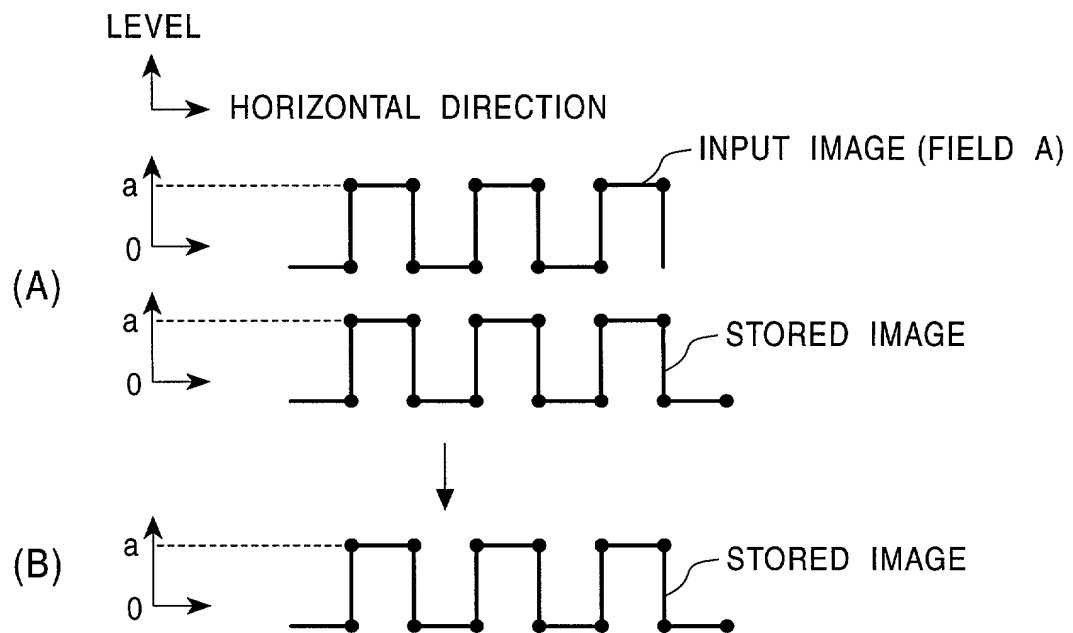 LEVEL
HORIZONTAL DIRECTION
INPUT IMAGE (FIELD A)
a
0
(A)
a
STORED IMAGE
0
a
(B)
STORED IMAGE
0